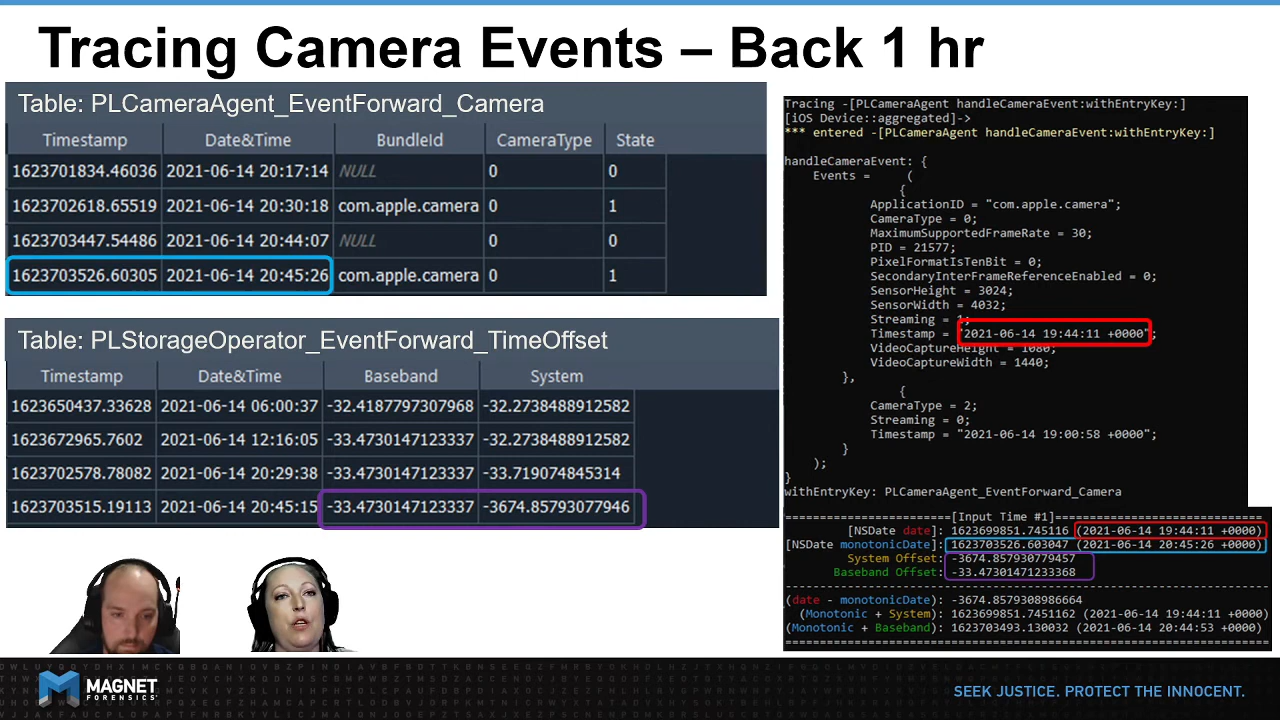 Tracing Camera Events – Back 1 hr
Table: PLCameraAgent_EventForward_Camera
Timestamp Date&Time BundleId CameraType State
1623701834.46036 2021-06-14 20:17:14 NULL 0 0
1623702618.65519 2021-06-14 20:30:18 com.apple.camera 0 1
1623703447.54486 2021-06-14 20:44:07 NULL 0 0
1623703526.60305 2021-06-14 20:45:26 com.apple.camera 0 1
Table: PLStorageOperator_EventForward_TimeOffset
Timestamp Date&Time Baseband System
1623650437.33628 2021-06-14 06:00:37 -32.4187797307968 -32.2738488912582
1623672965.7602 2021-06-14 12:16:05 -33.4730147123337 -32.2738488912582
1623702578.78082 2021-06-14 20:29:38 -33.4730147123337 -33.719074845314
1623703515.19113 2021-06-14 20:45:15 -33.4730147123337 -3674.85793077946
Tracing -[PLCameraAgent handleCameraEvent:withEntryKey:]
[iOS Device::aggregated]->
*** entered -[PLCameraAgent handleCameraEvent:withEntryKey:]
handleCameraEvent: {
Events = (
{
ApplicationID = "com.apple.camera";
CameraType = 0;
MaximumSupportedFrameRate = 30;
PID = 21577;
PixelFormatIsTenBit = 0;
SecondaryInterFrameReferenceEnabled = 0;
SensorHeight = 3024;
SensorWidth = 4032;
Streaming = 1;
Timestamp = "2021-06-14 19:44:11 +0000";
VideoCaptureHeight = 1080;
VideoCaptureWidth = 1440;
},
{
CameraType = 2;
Streaming = 0;
Timestamp = "2021-06-14 19:00:58 +0000";
}
);
}
withEntryKey: PLCameraAgent_EventForward_Camera
======================[Input Time #1]======================
[NSDate date]: 1623699851.745116 (2021-06-14 19:44:11 +0000)
[NSDate monotonicDate]: 1623703526.603047 (2021-06-14 20:45:26 +0000)
System Offset: -3674.857930779457
Baseband Offset: -33.47301471233368
(date - monotonicDate): -3674.8579308986664
(Monotonic + System): 1623699851.7451162 (2021-06-14 19:44:11 +0000)
(Monotonic + Baseband): 1623703493.130032 (2021-06-14 20:44:53 +0000)
MAGNET
FORENSICS
SEEK JUSTICE. PROTECT THE INNOCENT.